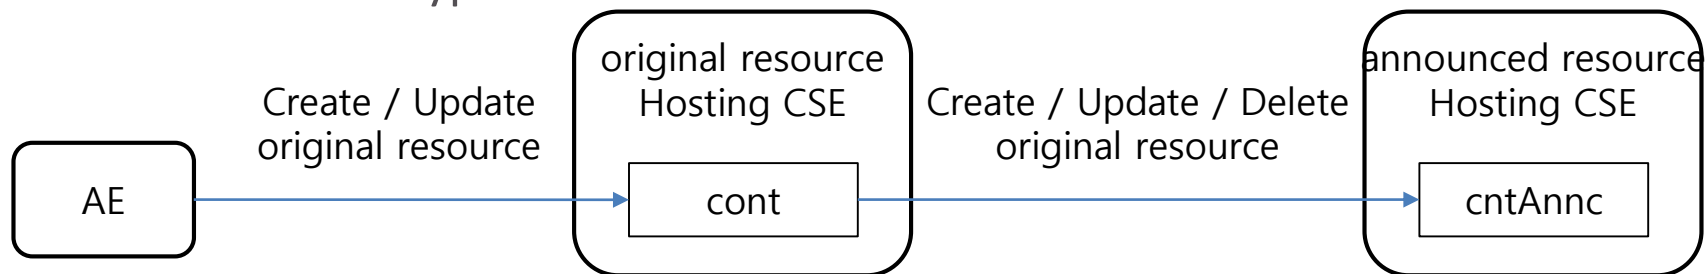 original resource
Hosting CSE
announced resource
Hosting CSE
Create / Update
original resource
Create / Update / Delete
original resource
AE
cont
cntAnnc